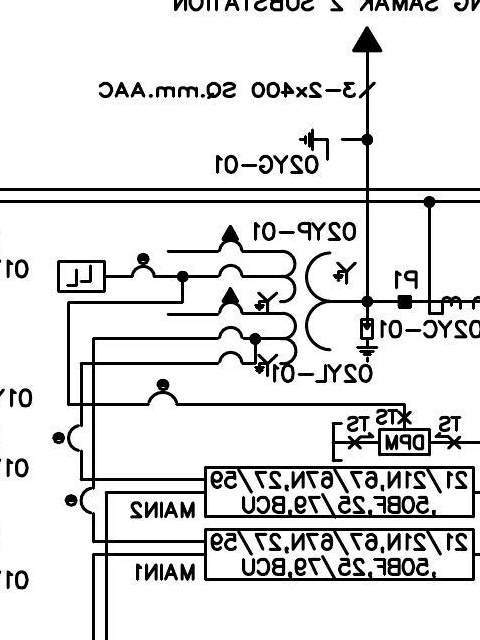 NG SAMAK 2 SUBSTATION
3-2x400 SQ.mm.AAC
02YG-01
02YP-01
01
LL
P1
02YC-01
02YL-01
01Y
TS
TS
TS
DPM
01
21/21N,67/67N,27/59
,50BF,25/79,BCU
MAIN2
21/21N,67/67N,27/59
,50BF,25/79,BCU
MAIN1
01